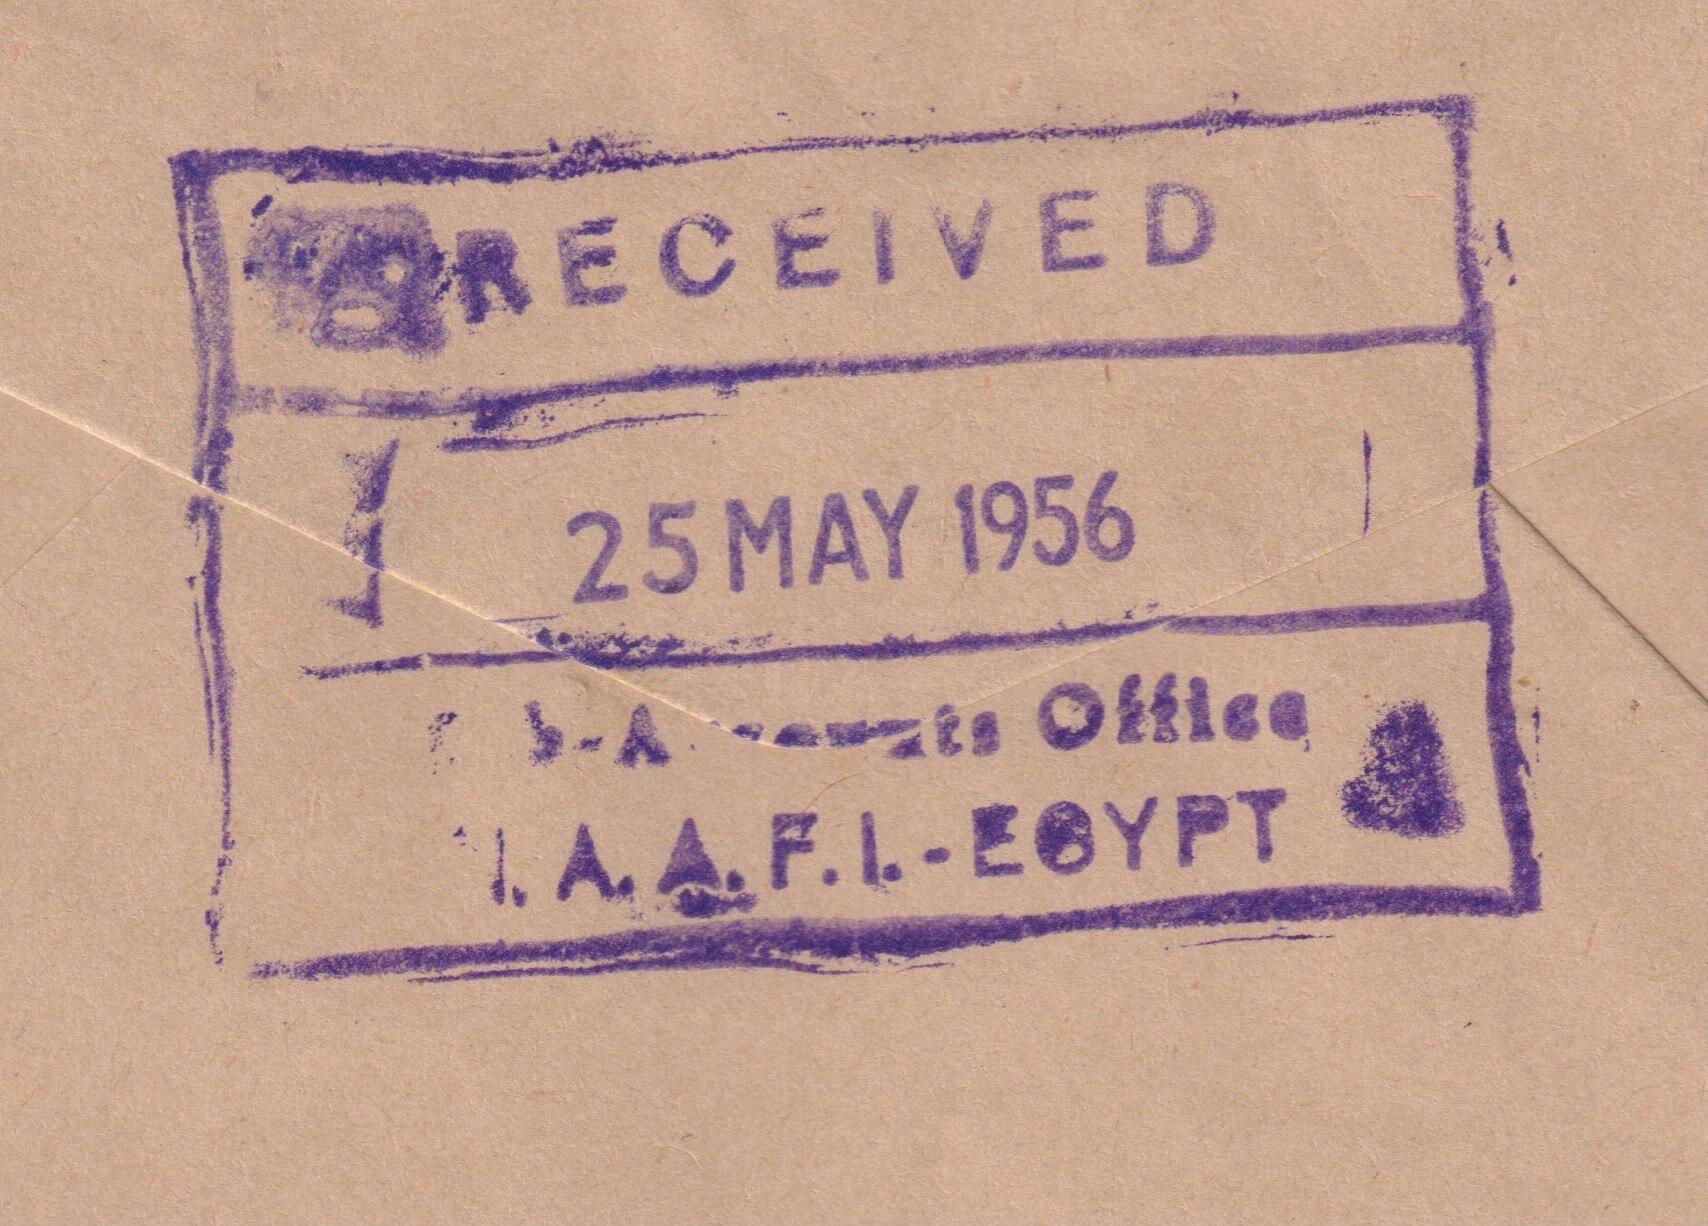 RECEIVED
25 MAY 1956
Office
A.A.F.I.-EGYPT